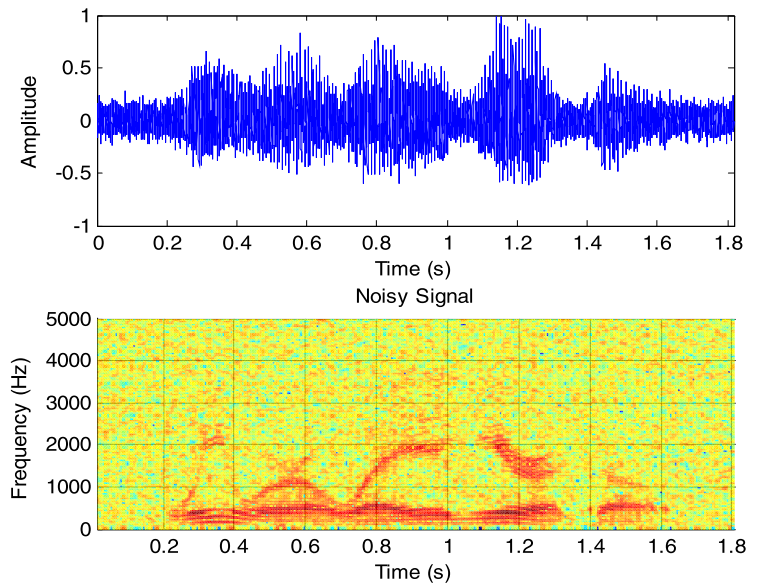 1
0.5
Amplitude
0
-0.5
-1
0 0.2 0.4 0.6 0.8 1 1.2 1.4 1.6 1.8
Time (s)
Noisy Signal
5000
4000
3000
Frequency (Hz)
2000
1000
0
0.2 0.4 0.6 0.8 1 1.2 1.4 1.6 1.8
Time (s)